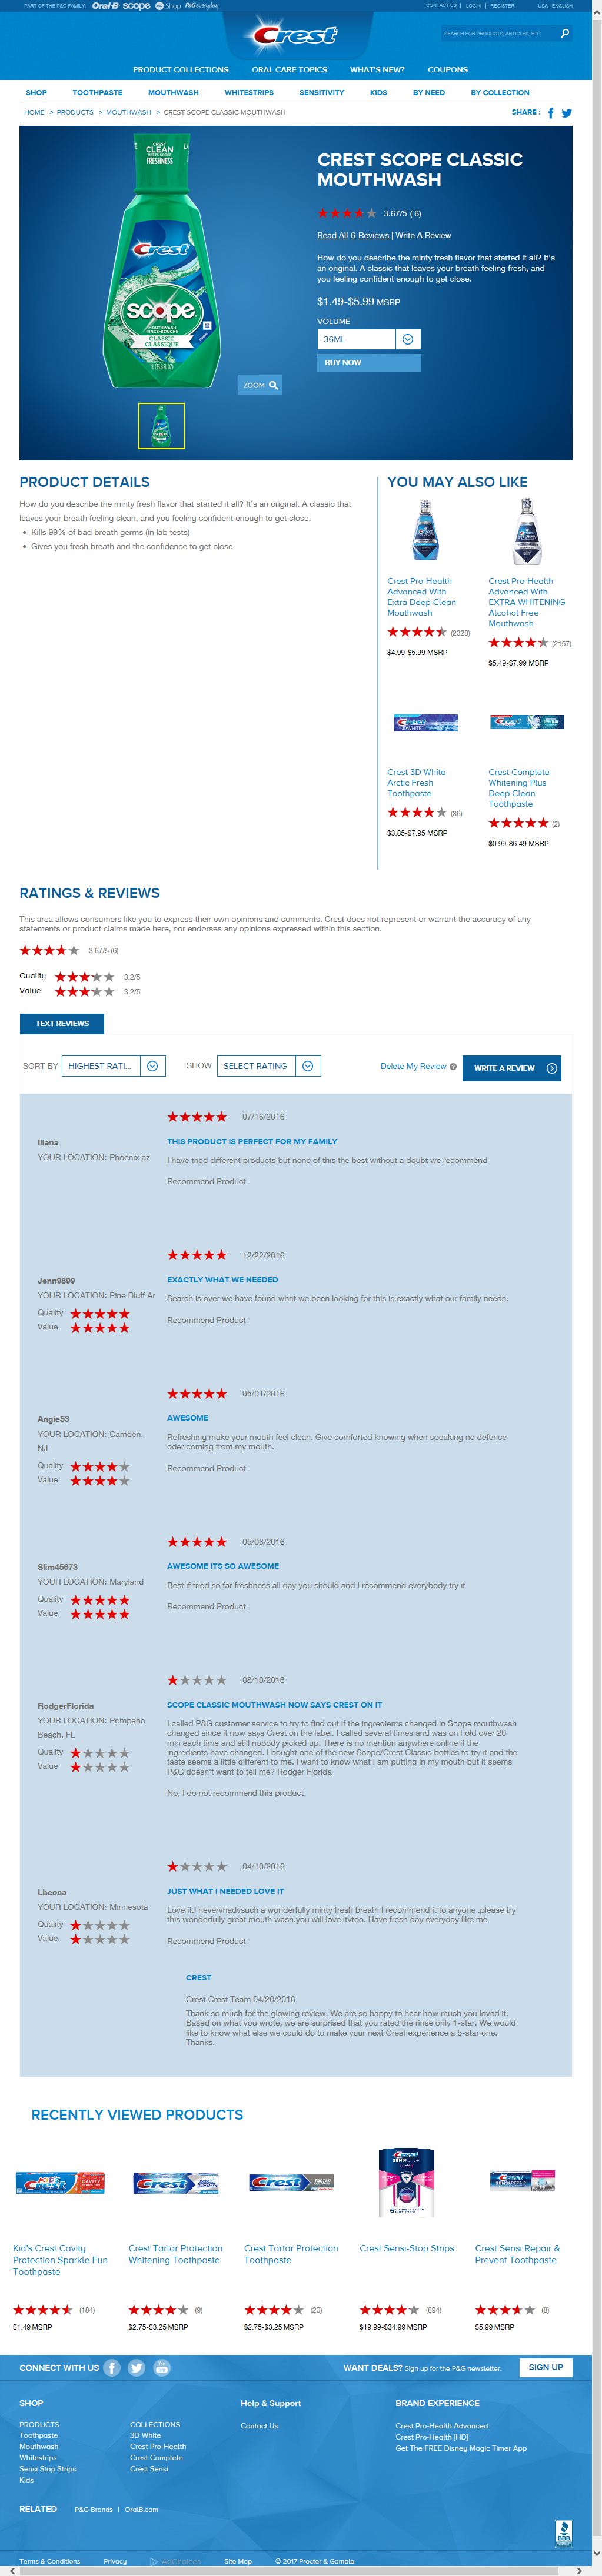 PART OF THE P&G FAMILY: Oral-B scope Shop P&G everyday CONTACT US | LOGIN | REGISTER USA - ENGLISH
Crest
SEARCH FOR PRODUCTS, ARTICLES, ETC
PRODUCT COLLECTIONS ORAL CARE TOPICS WHAT'S NEW? COUPONS
SHOP TOOTHPASTE MOUTHWASH WHITESTRIPS SENSITIVITY KIDS BY NEED BY COLLECTION
HOME > PRODUCTS > MOUTHWASH > CREST SCOPE CLASSIC MOUTHWASH SHARE :
CREST
CLEAN
MEETS SCOPE
FRESHNESS
Crest
scope
MOUTHWASH
RINCE-BOUCHE
CLASSIC
CLASSIQUE
1L (33.8 FL OZ)
ZOOM
CREST SCOPE CLASSIC
MOUTHWASH
3.67/5 ( 6)
Read All 6 Reviews | Write A Review
How do you describe the minty fresh flavor that started it all? It's
an original. A classic that leaves your breath feeling fresh, and
you feeling confident enough to get close.
$1.49-$5.99 MSRP
VOLUME
36ML
BUY NOW
PRODUCT DETAILS
How do you describe the minty fresh flavor that started it all? It's an original. A classic that
leaves your breath feeling clean, and you feeling confident enough to get close.
• Kills 99% of bad breath germs (in lab tests)
• Gives you fresh breath and the confidence to get close
YOU MAY ALSO LIKE
Crest Pro-Health
Advanced With
Extra Deep Clean
Mouthwash
(2328)
$4.99-$5.99 MSRP
Crest Pro-Health
Advanced With
EXTRA WHITENING
Alcohol Free
Mouthwash
(2157)
$5.49-$7.99 MSRP
Crest 3D White
Arctic Fresh
Toothpaste
(36)
$3.85-$7.95 MSRP
Crest Complete
Whitening Plus
Deep Clean
Toothpaste
(2)
$0.99-$6.49 MSRP
RATINGS & REVIEWS
This area allows consumers like you to express their own opinions and comments. Crest does not represent or warrant the accuracy of any
statements or product claims made here, nor endorses any opinions expressed within this section.
3.67/5 (6)
Quality 3.2/5
Value 3.2/5
TEXT REVIEWS
SORT BY HIGHEST RATI... SHOW SELECT RATING Delete My Review ? WRITE A REVIEW
07/16/2016
Iliana
YOUR LOCATION: Phoenix az
THIS PRODUCT IS PERFECT FOR MY FAMILY
I have tried different products but none of this the best without a doubt we recommend
Recommend Product
12/22/2016
Jenn9899
YOUR LOCATION: Pine Bluff Ar
Quality
Value
EXACTLY WHAT WE NEEDED
Search is over we have found what we been looking for this is exactly what our family needs.
Recommend Product
05/01/2016
Angie53
YOUR LOCATION: Camden,
NJ
Quality
Value
AWESOME
Refreshing make your mouth feel clean. Give comforted knowing when speaking no defence
oder coming from my mouth.
Recommend Product
05/08/2016
Slim45673
YOUR LOCATION: Maryland
Quality
Value
AWESOME ITS SO AWESOME
Best if tried so far freshness all day you should and I recommend everybody try it
Recommend Product
08/10/2016
RodgerFlorida
YOUR LOCATION: Pompano
Beach, FL
Quality
Value
SCOPE CLASSIC MOUTHWASH NOW SAYS CREST ON IT
I called P&G customer service to try to find out if the ingredients changed in Scope mouthwash
changed since it now says Crest on the label. I called several times and was on hold over 20
min each time and still nobody picked up. There is no mention anywhere online if the
ingredients have changed. I bought one of the new Scope/Crest Classic bottles to try it and the
taste seems a little different to me. I want to know what I am putting in my mouth but it seems
P&G doesn't want to tell me? Rodger Florida
No, I do not recommend this product.
04/10/2016
Lbecca
YOUR LOCATION: Minnesota
Quality
Value
JUST WHAT I NEEDED LOVE IT
Love it.I nevervhadvsuch a wonderfully minty fresh breath I recommend it to anyone .please try
this wonderfully great mouth wash.you will love itvtoo. Have fresh day everyday like me
Recommend Product
CREST
Crest Crest Team 04/20/2016
Thank so much for the glowing review. We are so happy to hear how much you loved it.
Based on what you wrote, we are surprised that you rated the rinse only 1-star. We would
like to know what else we could do to make your next Crest experience a 5-star one.
Thanks.
RECENTLY VIEWED PRODUCTS
Kid's Crest Cavity
Protection Sparkle Fun
Toothpaste
(184)
$1.49 MSRP
Crest Tartar Protection
Whitening Toothpaste
(9)
$2.75-$3.25 MSRP
Crest Tartar Protection
Toothpaste
(20)
$2.75-$3.25 MSRP
Crest Sensi-Stop Strips
(894)
$19.99-$34.99 MSRP
Crest Sensi Repair &
Prevent Toothpaste
(8)
$5.99 MSRP
CONNECT WITH US WANT DEALS? Sign up for the P&G newsletter. SIGN UP
SHOP
PRODUCTS
Toothpaste
Mouthwash
Whitestrips
Sensi Stop Strips
Kids
COLLECTIONS
3D White
Crest Pro-Health
Crest Complete
Crest Sensi
Help & Support
Contact Us
BRAND EXPERIENCE
Crest Pro-Health Advanced
Crest Pro-Health [HD]
Get The FREE Disney Magic Timer App
RELATED P&G Brands | OralB.com
BBB
Terms & Conditions Privacy AdChoices Site Map © 2017 Procter & Gamble